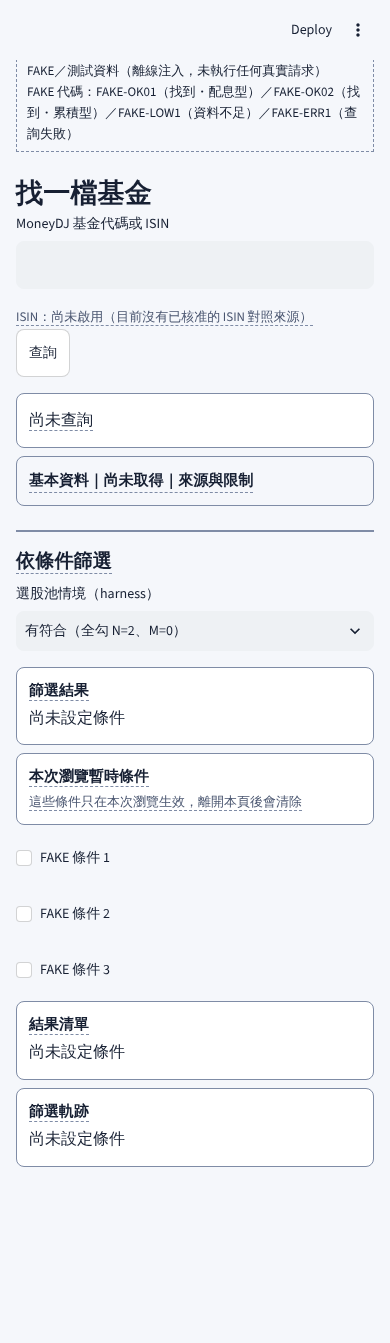 Deploy
FAKE／測試資料（離線注入，未執行任何真實請求）
FAKE 代碼：FAKE-OK01（找到・配息型）／FAKE-OK02（找
到・累積型）／FAKE-LOW1（資料不足）／FAKE-ERR1（查
詢失敗）
找一檔基金
MoneyDJ 基金代碼或 ISIN
ISIN：尚未啟用（目前沒有已核准的 ISIN 對照來源）
查詢
尚未查詢
基本資料｜尚未取得｜來源與限制
依條件篩選
選股池情境（harness）
有符合（全勾 N=2、M=0）
篩選結果
尚未設定條件
本次瀏覽暫時條件
這些條件只在本次瀏覽生效，離開本頁後會清除
FAKE 條件 1
FAKE 條件 2
FAKE 條件 3
結果清單
尚未設定條件
篩選軌跡
尚未設定條件